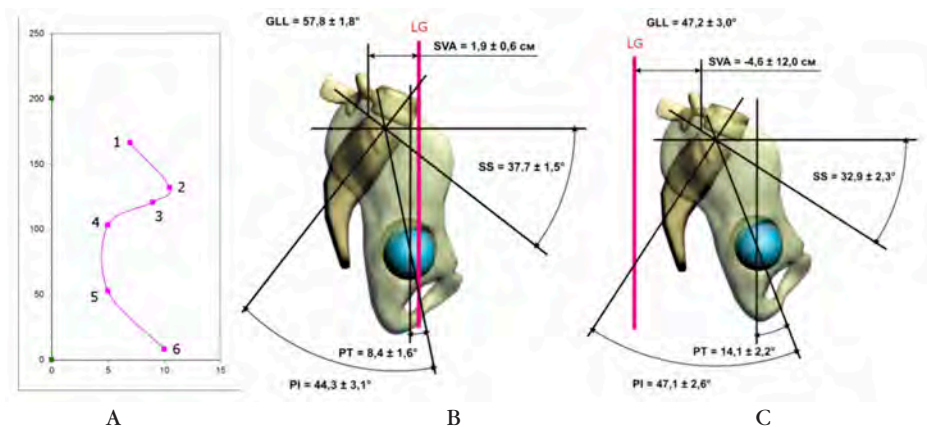 250
200
150
100
50
0
0
5
10
15
1
2
3
4
5
6
A
GLL = 57,8 ± 1,8°
LG
SVA = 1,9 ± 0,6 см
SS = 37,7 ± 1,5°
PT = 8,4 ± 1,6°
PI = 44,3 ± 3,1°
B
GLL = 47,2 ± 3,0°
LG
SVA = -4,6 ± 12,0 см
SS = 32,9 ± 2,3°
PT = 14,1 ± 2,2°
PI = 47,1 ± 2,6°
C